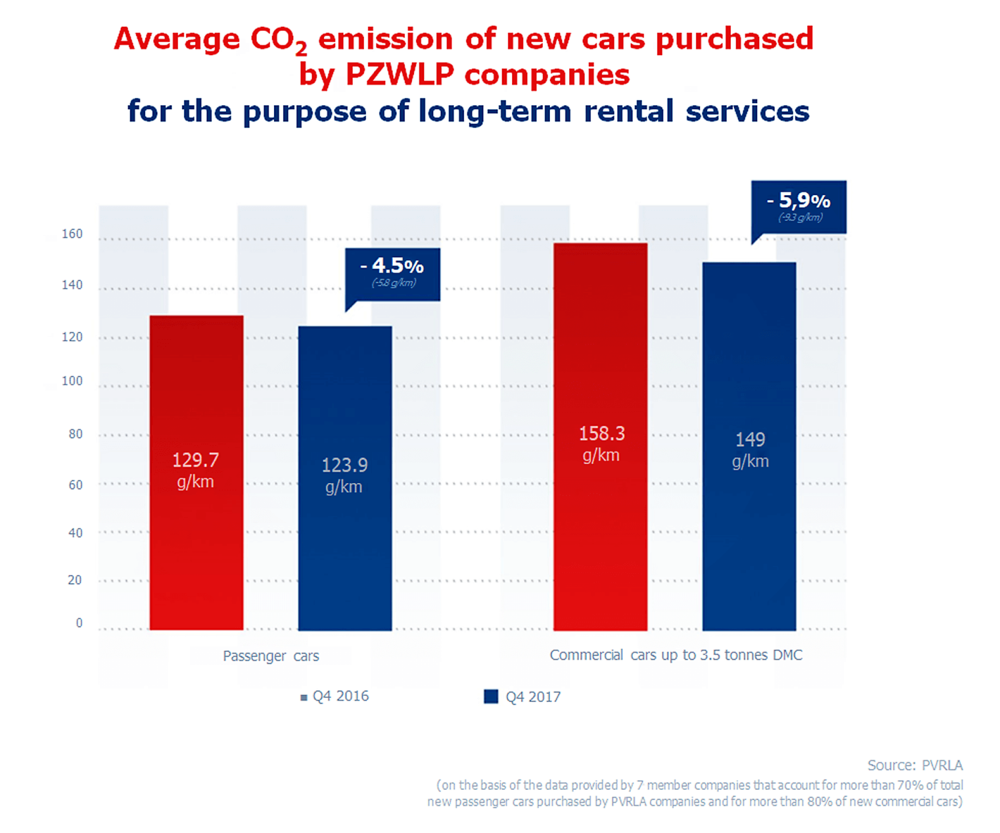 Average CO₂ emission of new cars purchased
by PZWLP companies
for the purpose of long-term rental services
- 5,9%
(-9.3 g/km)
- 4.5%
(-5.8 g/km)
160
140
120
100
80
60
40
20
0
129.7
g/km
123.9
g/km
158.3
g/km
149
g/km
Passenger cars
Commercial cars up to 3.5 tonnes DMC
Q4 2016
Q4 2017
Source: PVRLA
(on the basis of the data provided by 7 member companies that account for more than 70% of total
new passenger cars purchased by PVRLA companies and for more than 80% of new commercial cars)